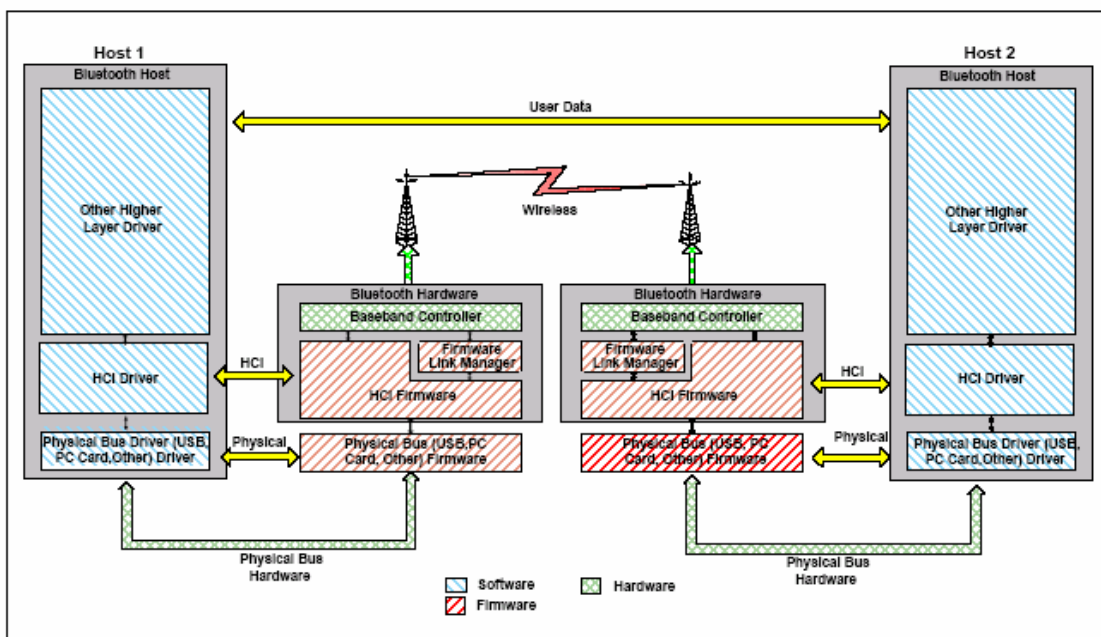 Host 1
Host 2
Bluetooth Host
Bluetooth Host
User Data
Other Higher
Layer Driver
Wireless
Other Higher
Layer Driver
Bluetooth Hardware
Bluetooth Hardware
Baseband Controller
Baseband Controller
Firmware
Link Manager
Firmware
Link Manager
HCI Driver
HCI
HCI Firmware
HCI Firmware
HCI
HCI Driver
Physical Bus Driver (USB,
PC Card,Other) Driver
Physical
Physical Bus (USB,PC
Card, Other) Firmware
Physical Bus (USB, PC
Card, Other) Firmware
Physical
Physical Bus Driver (USB,
PC Card,Other) Driver
Physical Bus
Hardware
Physical Bus
Hardware
Software
Hardware
Firmware